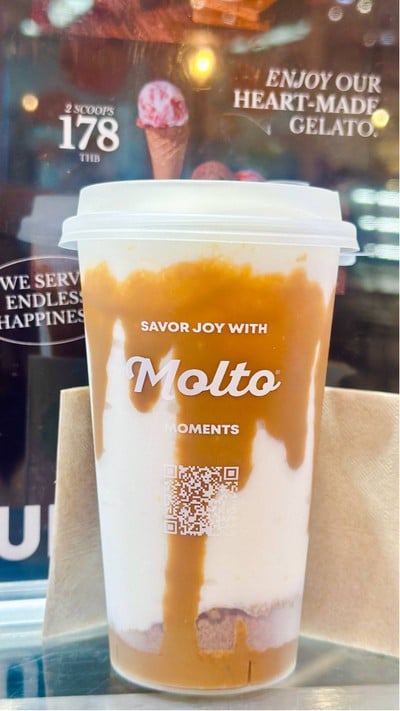 ENJOY OUR
HEART-MADE
GELATO.
2 SCOOPS
178
THB
WE SERV
ENDLESS
HAPPINES
SAVOR JOY WITH
Molto
MOMENTS